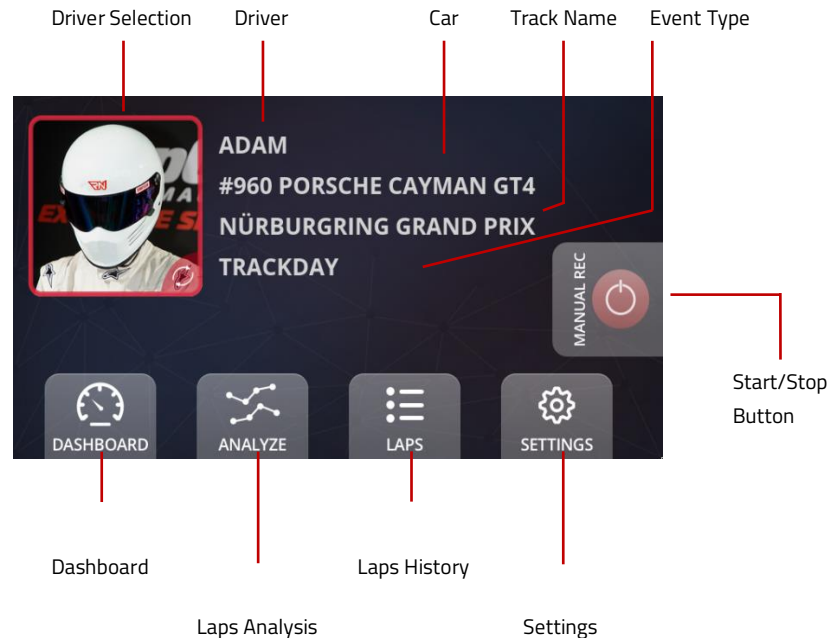 Driver Selection Driver Car Track Name Event Type
ADAM
#960 PORSCHE CAYMAN GT4
NÜRBURGRING GRAND PRIX
TRACKDAY
MANUAL REC
Start/Stop
Button
DASHBOARD ANALYZE LAPS SETTINGS
Dashboard Laps History
Laps Analysis Settings